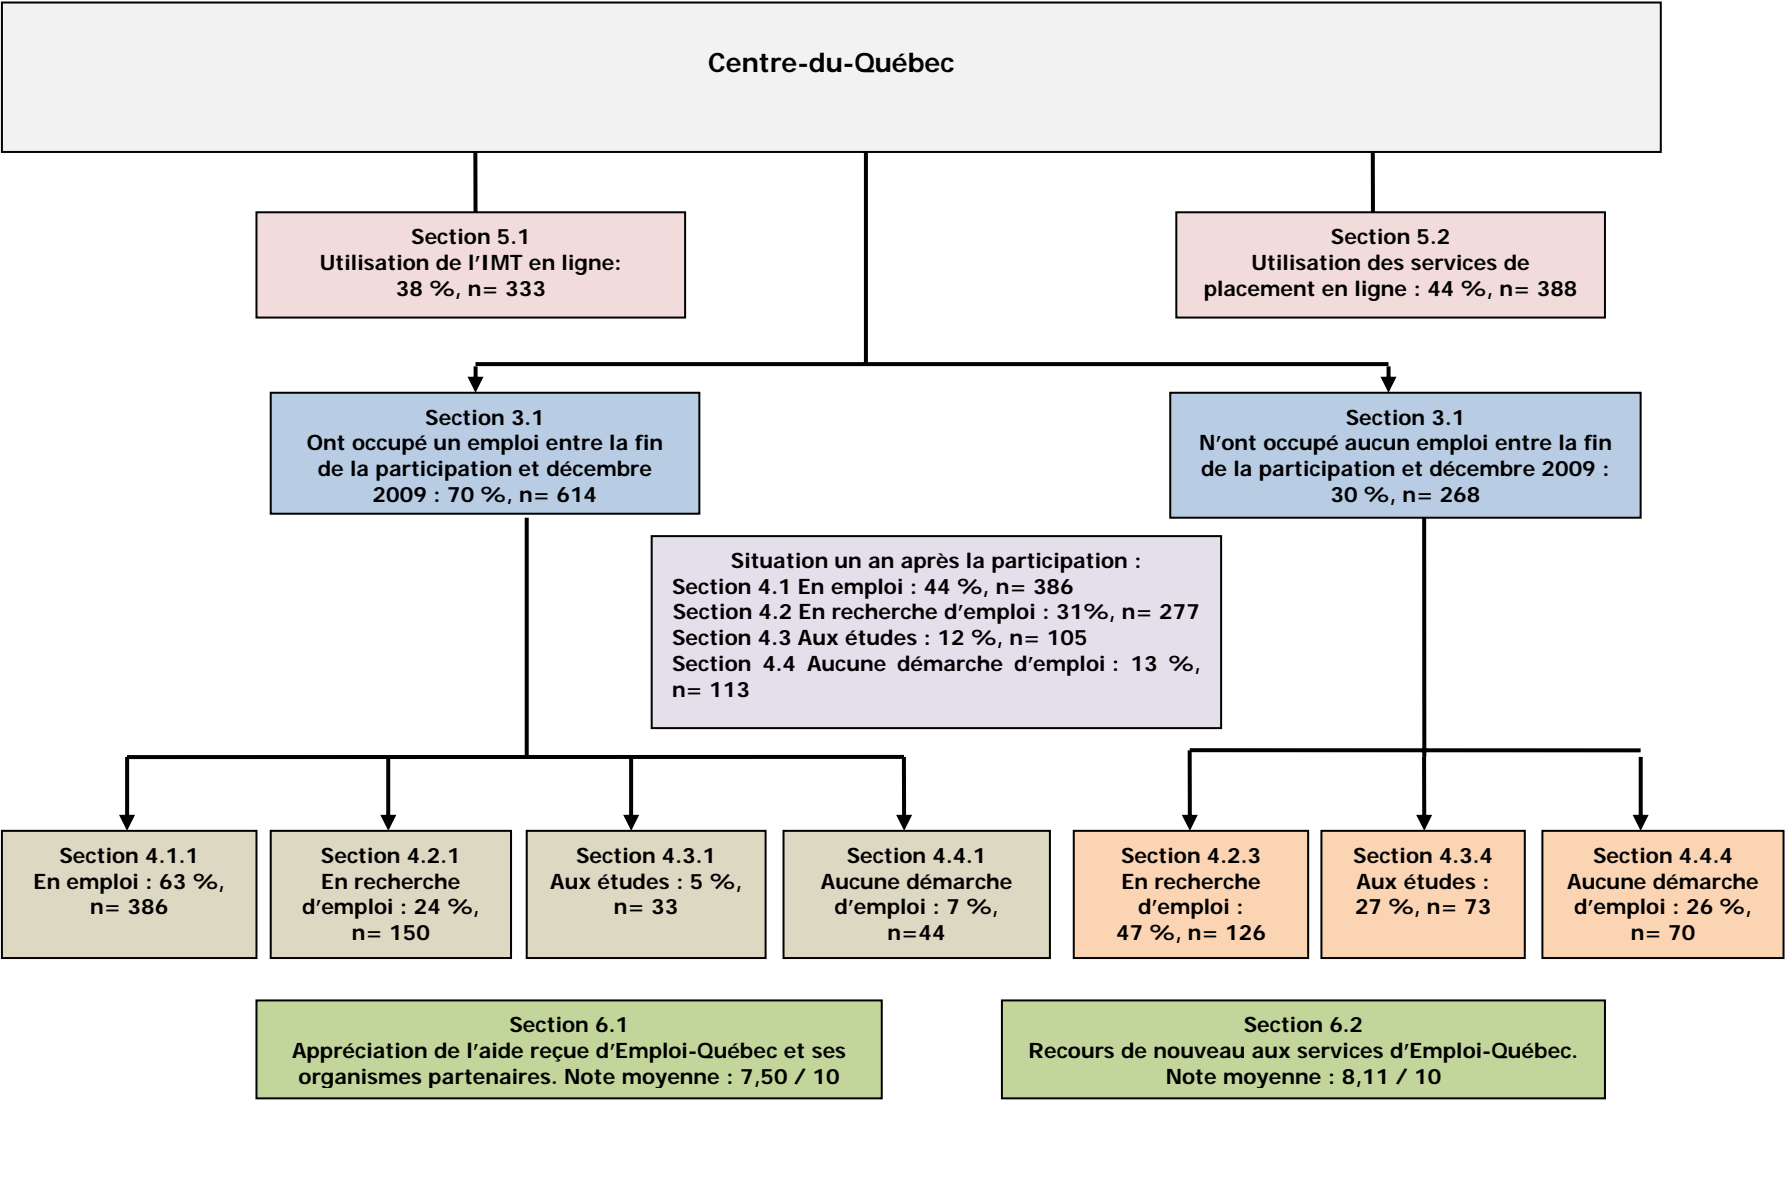 Centre-du-Québec
Section 5.1
Utilisation de l'IMT en ligne:
38 %, n= 333
Section 5.2
Utilisation des services de
placement en ligne : 44 %, n= 388
Section 3.1
Ont occupé un emploi entre la fin
de la participation et décembre
2009 : 70 %, n= 614
Section 3.1
N'ont occupé aucun emploi entre la fin
de la participation et décembre 2009 :
30 %, n= 268
Situation un an après la participation :
Section 4.1 En emploi : 44 %, n= 386
Section 4.2 En recherche d'emploi : 31%, n= 277
Section 4.3 Aux études : 12 %, n= 105
Section 4.4 Aucune démarche d'emploi : 13 %,
n= 113
Section 4.1.1
En emploi : 63 %,
n= 386
Section 4.2.1
En recherche
d'emploi : 24 %,
n= 150
Section 4.3.1
Aux études : 5 %,
n= 33
Section 4.4.1
Aucune démarche
d'emploi : 7 %,
n=44
Section 4.2.3
En recherche
d'emploi :
47 %, n= 126
Section 4.3.4
Aux études :
27 %, n= 73
Section 4.4.4
Aucune démarche
d'emploi : 26 %,
n= 70
Section 6.1
Appréciation de l'aide reçue d'Emploi-Québec et ses
organismes partenaires. Note moyenne : 7,50 / 10
Section 6.2
Recours de nouveau aux services d'Emploi-Québec.
Note moyenne : 8,11 / 10